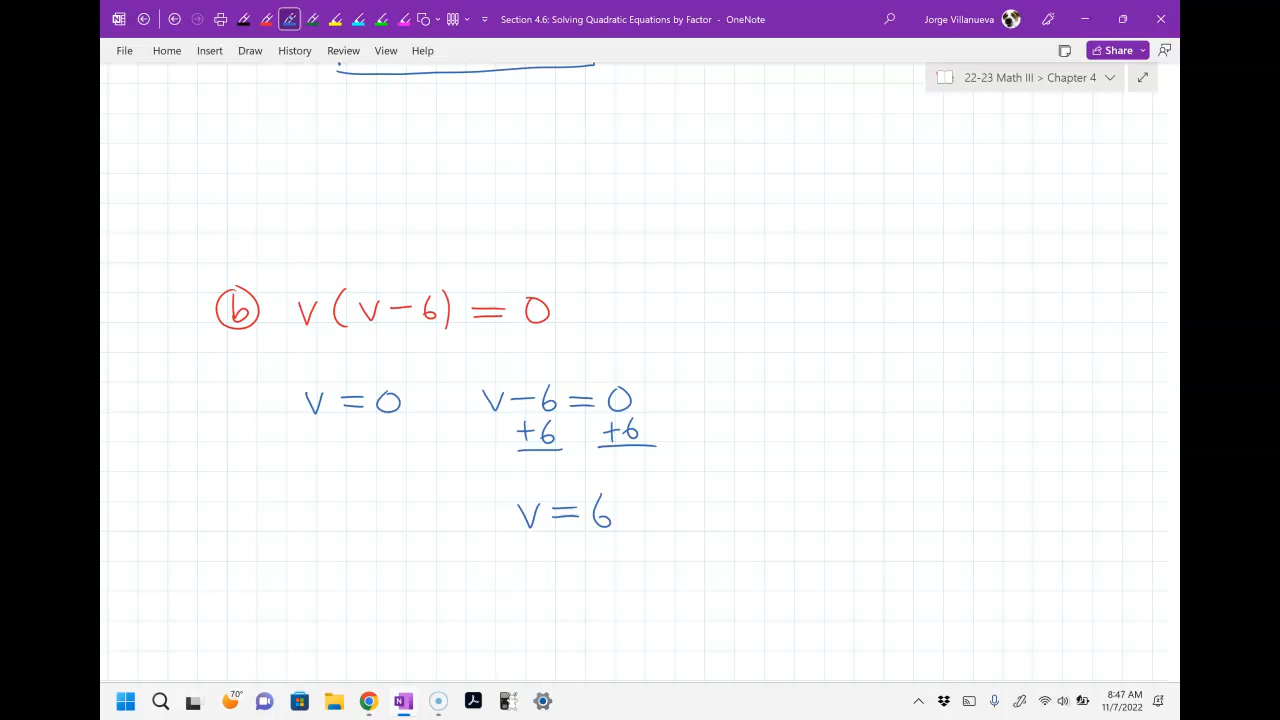 Section 4.6: Solving Quadratic Equations by Factor - OneNote
Jorge Villanueva
File Home Insert Draw History Review View Help
Share
22-23 Math III > Chapter 4
b v(v-6) = 0
v = 0 v-6 = 0
+6 +6
v = 6
70°
8:47 AM
11/7/2022